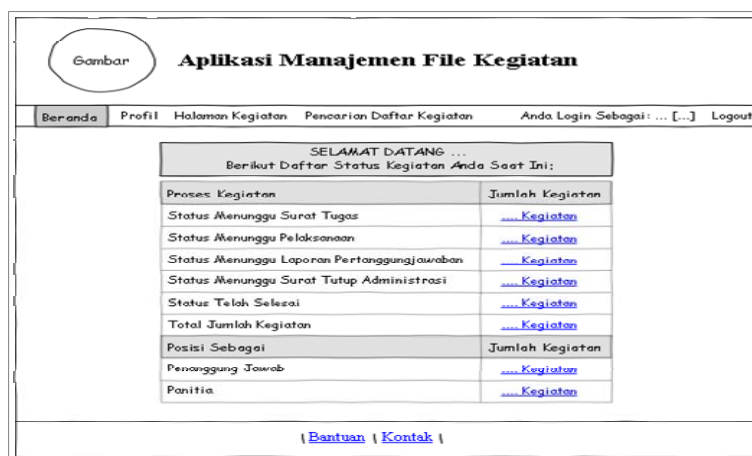 Gambar
Aplikasi Manajemen File Kegiatan
Beranda Profil Halaman Kegiatan Pencarian Daftar Kegiatan Anda Login Sebagai: ... [...] Logout
SELAMAT DATANG ...
Berikut Daftar Status Kegiatan Anda Saat Ini:
Proses Kegiatan Jumlah Kegiatan
Status Menunggu Surat Tugas .... Kegiatan
Status Menunggu Pelaksanaan .... Kegiatan
Status Menunggu Laporan Pertanggungjawaban .... Kegiatan
Status Menunggu Surat Tutup Administrasi .... Kegiatan
Status Telah Selesai .... Kegiatan
Total Jumlah Kegiatan .... Kegiatan
Posisi Sebagai Jumlah Kegiatan
Penanggung Jawab .... Kegiatan
Panitia .... Kegiatan
| Bantuan | Kontak |